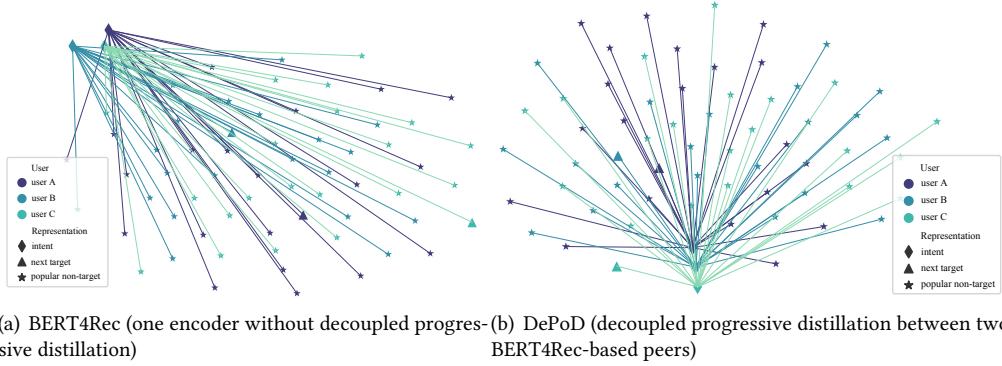 User
user A
user B
user C
Representation
intent
next target
popular non-target
User
user A
user B
user C
Representation
intent
next target
popular non-target
a) BERT4Rec (one encoder without decoupled progres-
sive distillation)
(b) DePoD (decoupled progressive distillation between two
BERT4Rec-based peers)